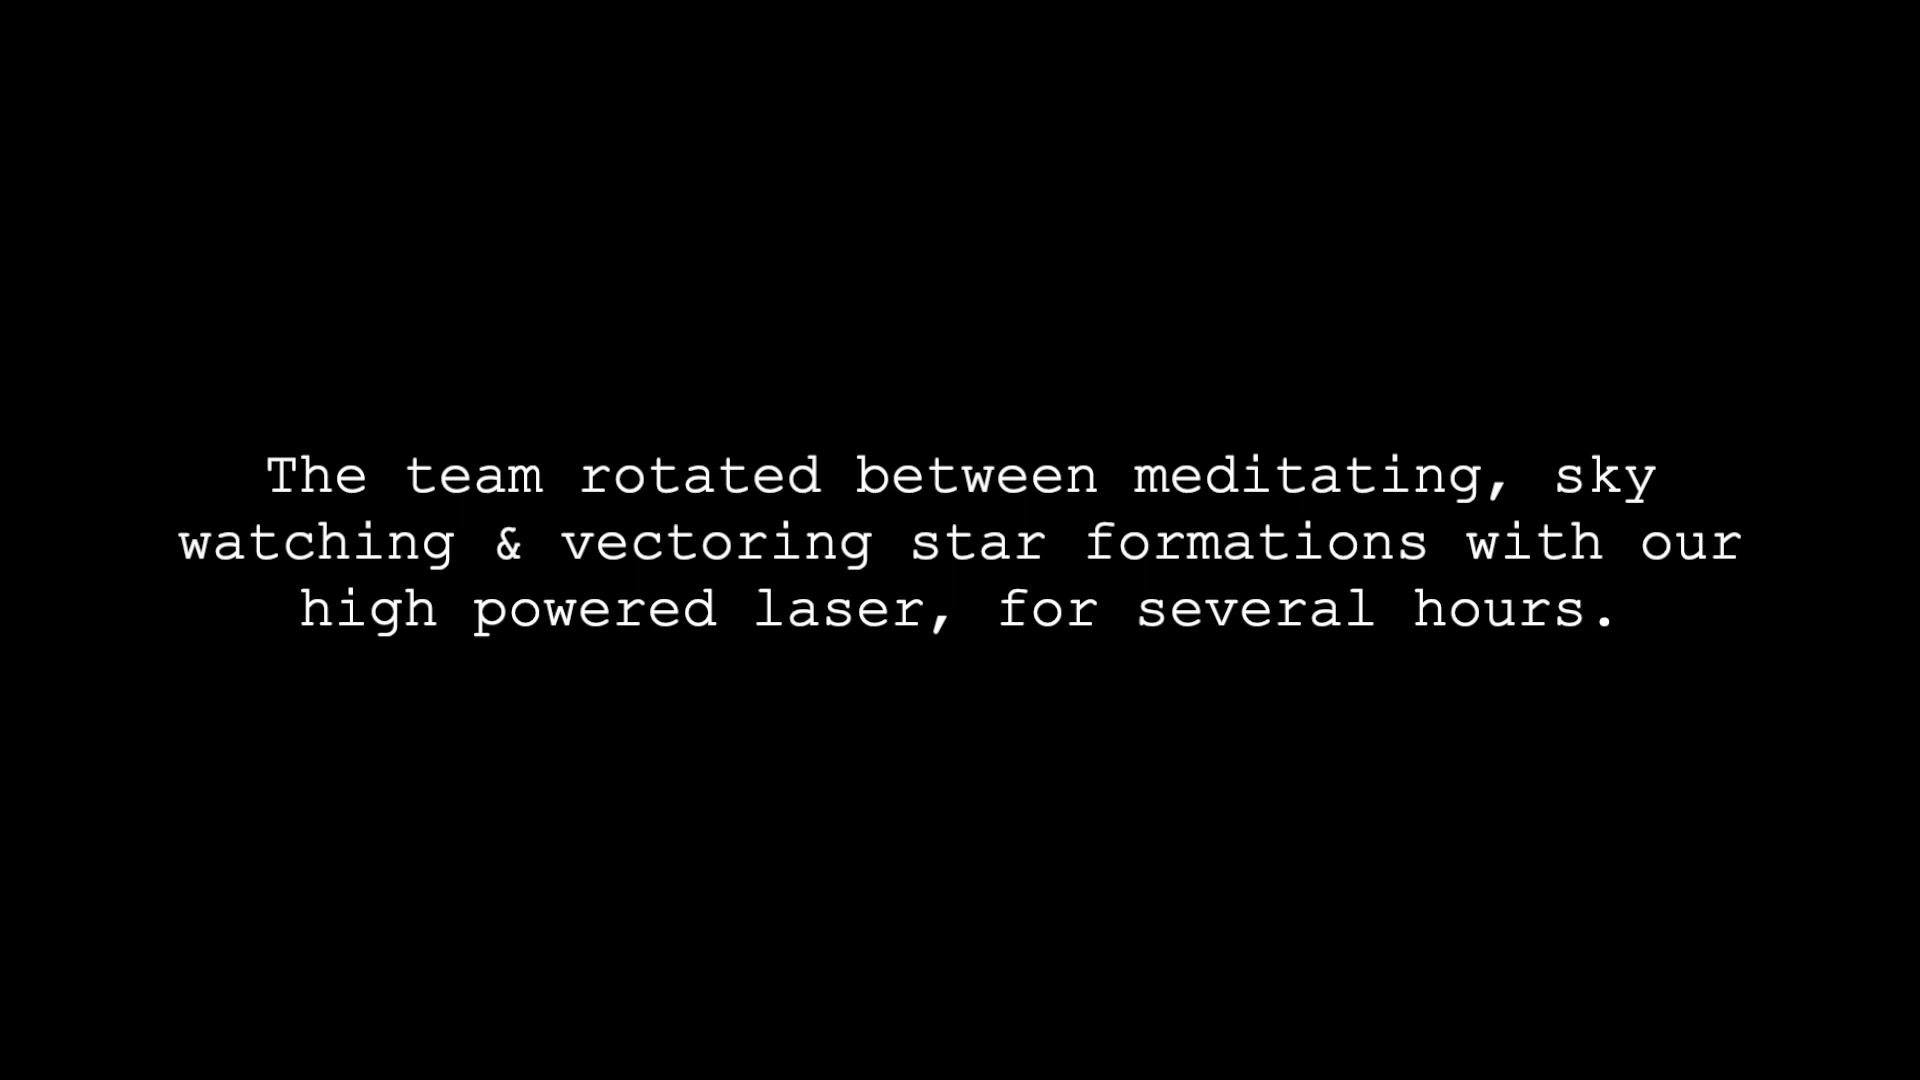 The team rotated between meditating, sky
watching & vectoring star formations with our
high powered laser, for several hours.